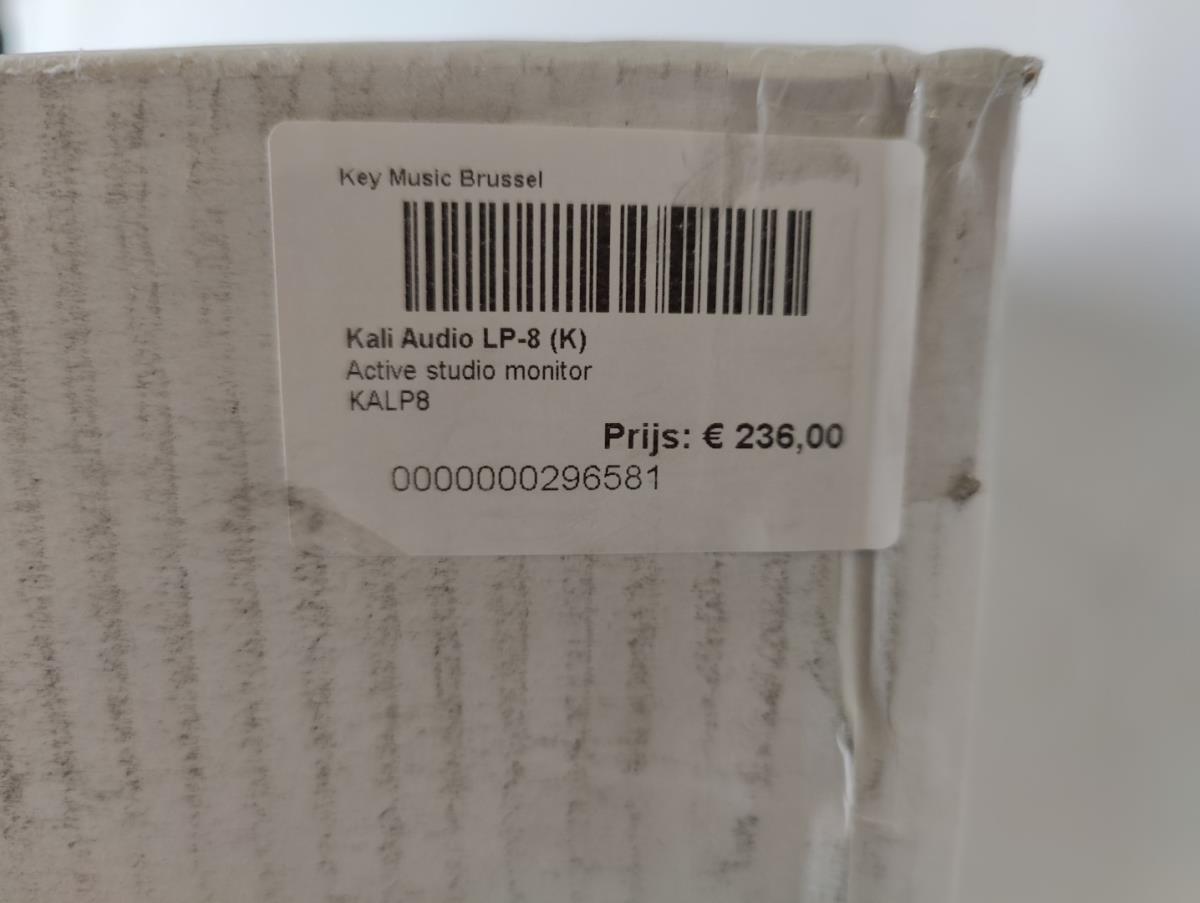 Key Music Brussel
Kali Audio LP-8 (K)
Active studio monitor
KALP8
Prijs: € 236,00
0000000296581